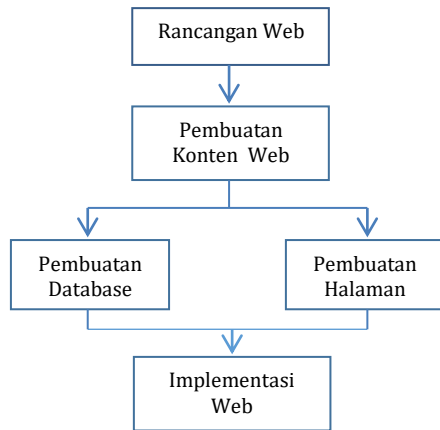 Rancangan Web
Pembuatan
Konten Web
Pembuatan
Database
Pembuatan
Halaman
Implementasi
Web